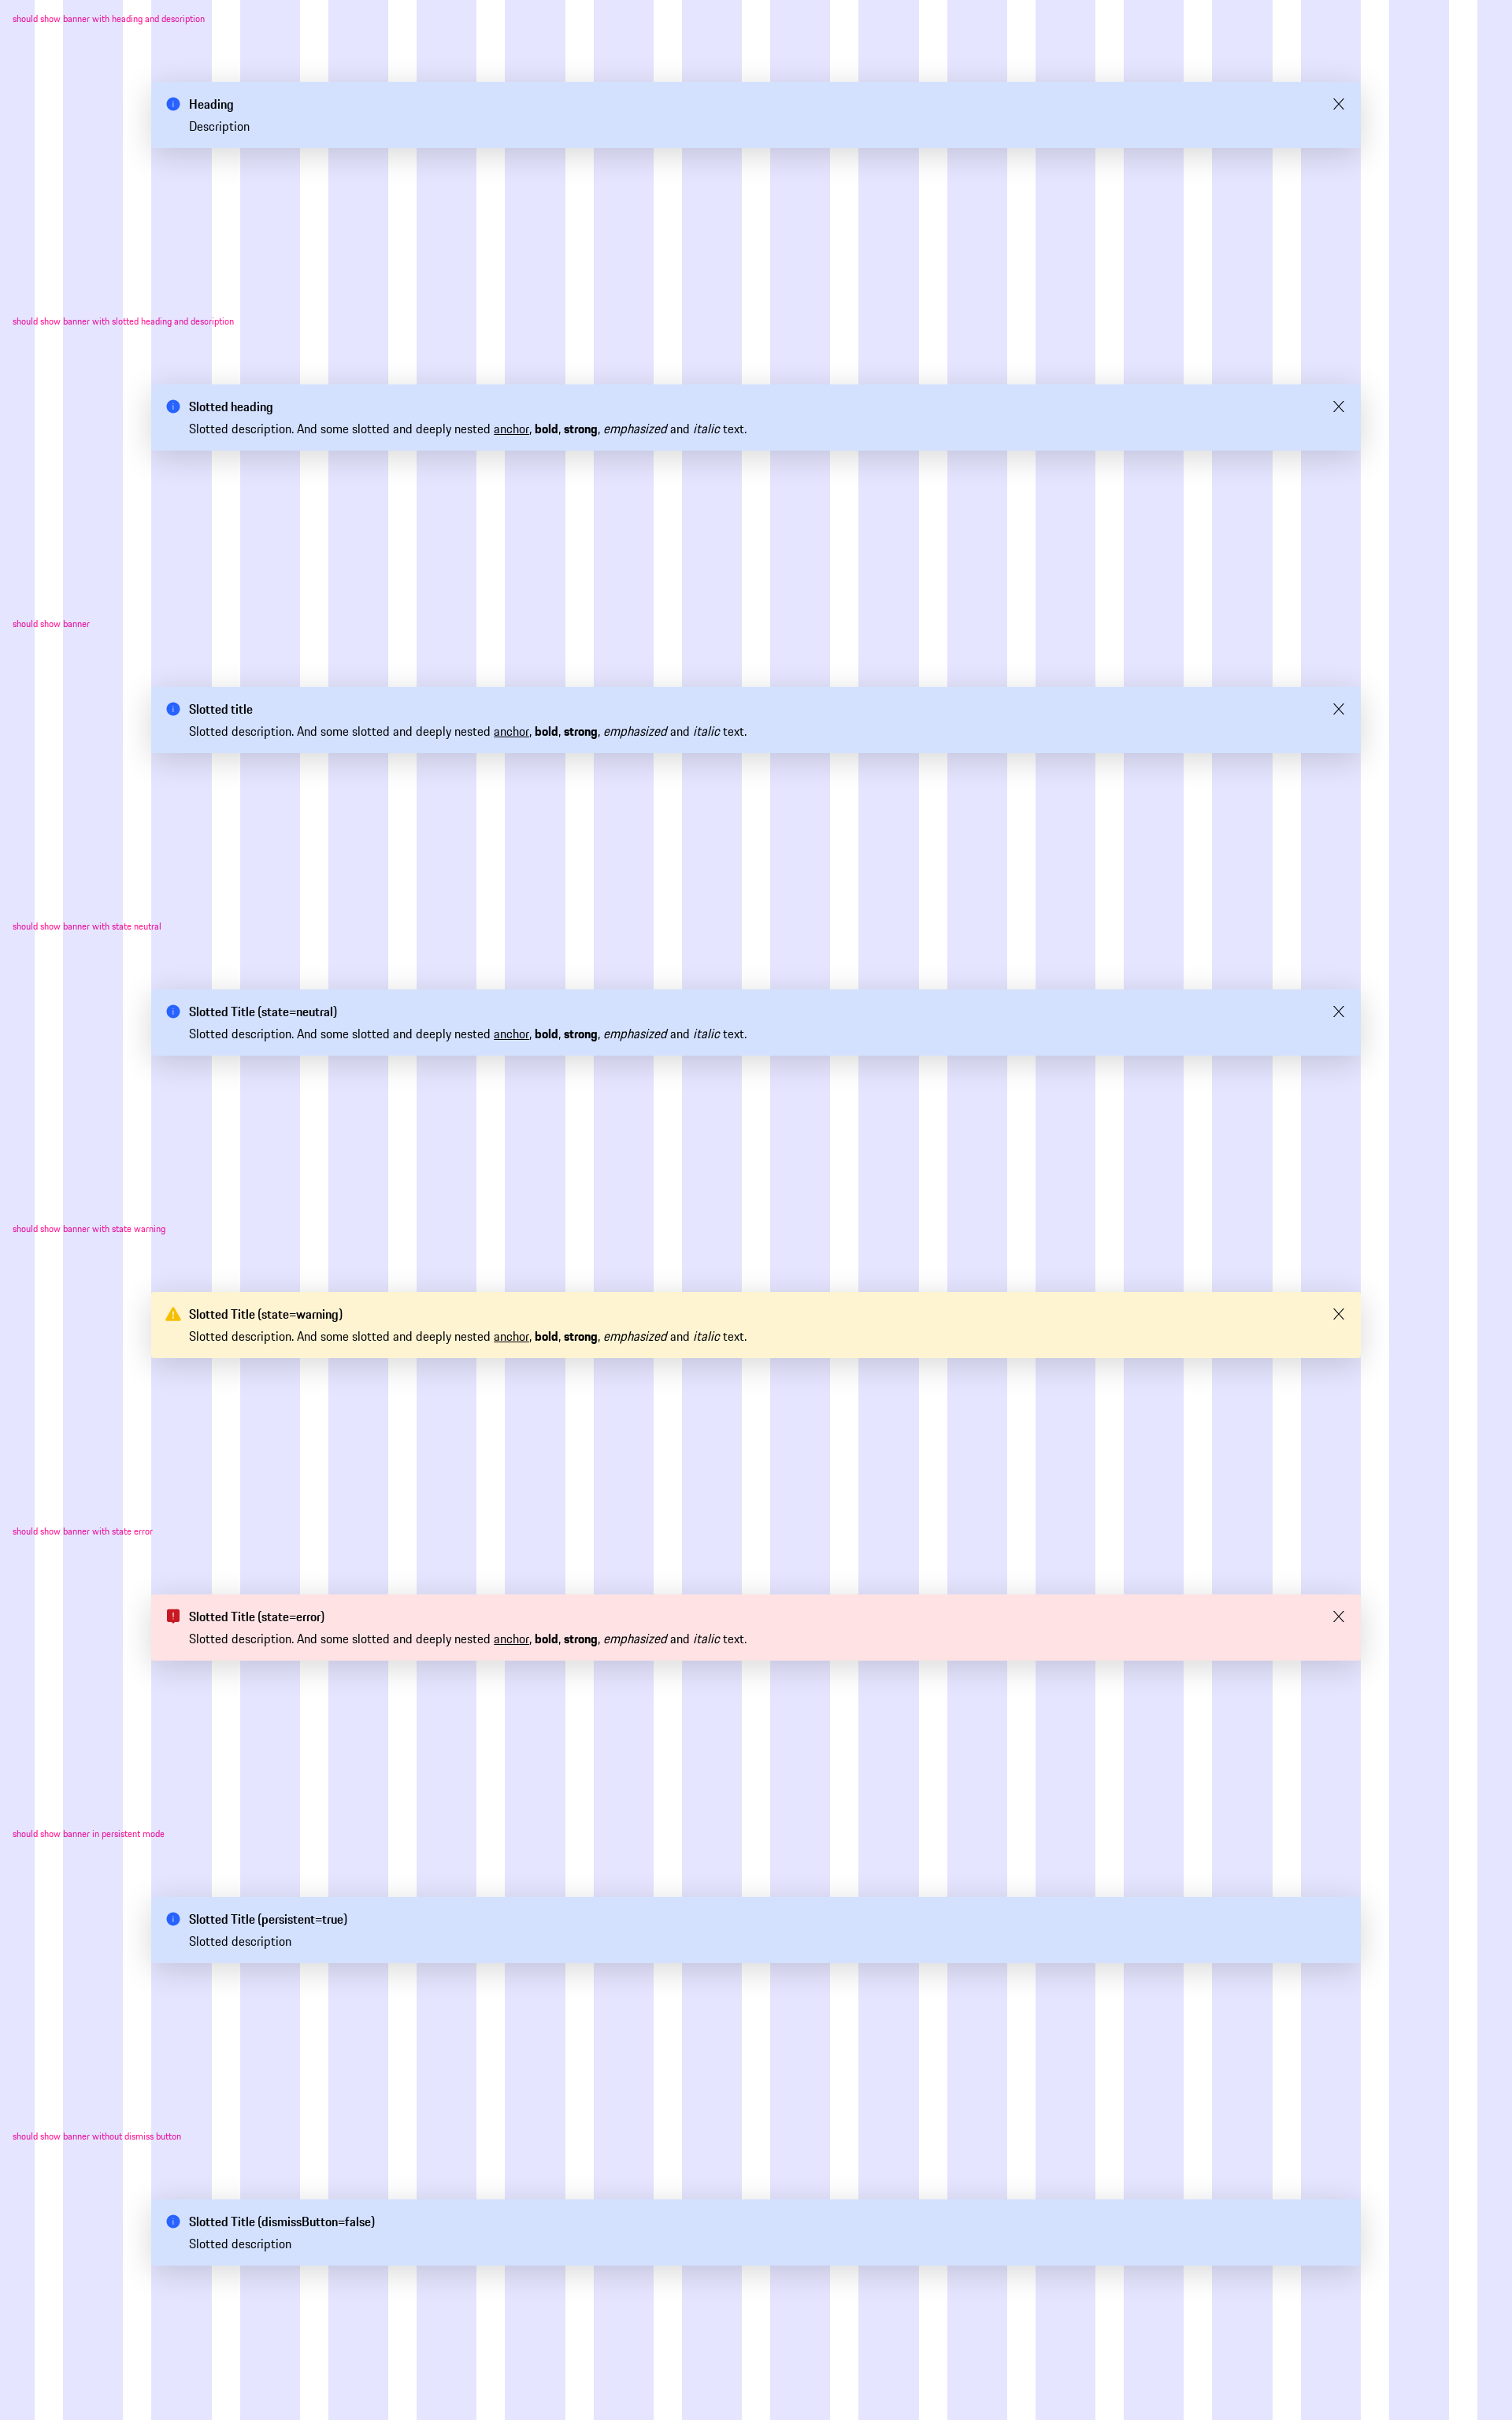 should show banner with heading and description
Heading
Description
should show banner with slotted heading and description
Slotted heading
Slotted description. And some slotted and deeply nested anchor, bold, strong, emphasized and italic text.
should show banner
Slotted title
Slotted description. And some slotted and deeply nested anchor, bold, strong, emphasized and italic text.
should show banner with state neutral
Slotted Title (state=neutral)
Slotted description. And some slotted and deeply nested anchor, bold, strong, emphasized and italic text.
should show banner with state warning
Slotted Title (state=warning)
Slotted description. And some slotted and deeply nested anchor, bold, strong, emphasized and italic text.
should show banner with state error
Slotted Title (state=error)
Slotted description. And some slotted and deeply nested anchor, bold, strong, emphasized and italic text.
should show banner in persistent mode
Slotted Title (persistent=true)
Slotted description
should show banner without dismiss button
Slotted Title (dismissButton=false)
Slotted description